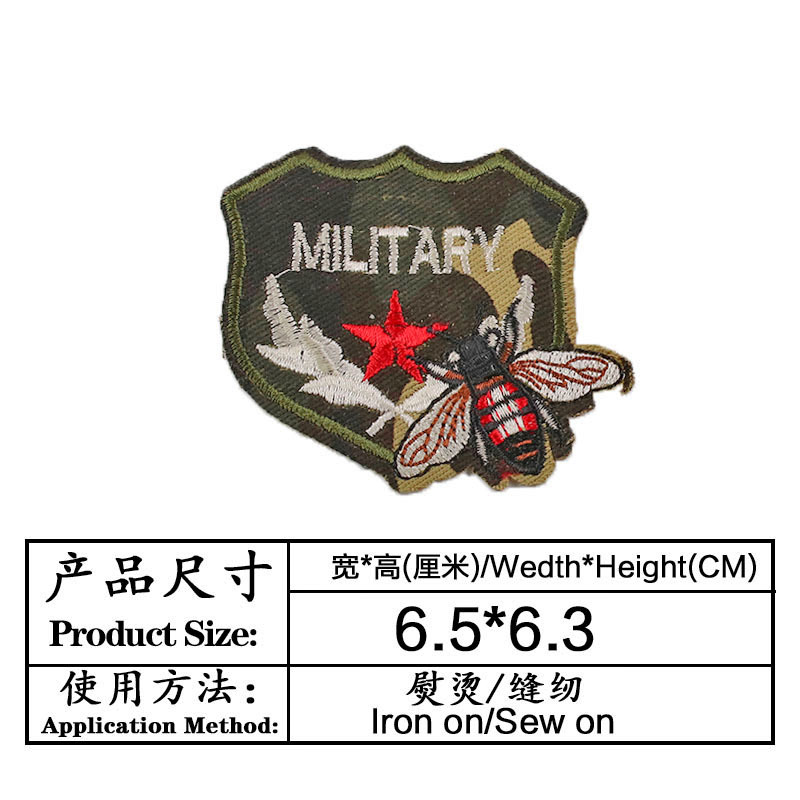 MILITARY
产品尺寸
Product Size:
宽*高(厘米)/Wedth*Height(CM)
6.5*6.3
使用方法:
Application Method:
熨烫/缝纫
Iron on/Sew on